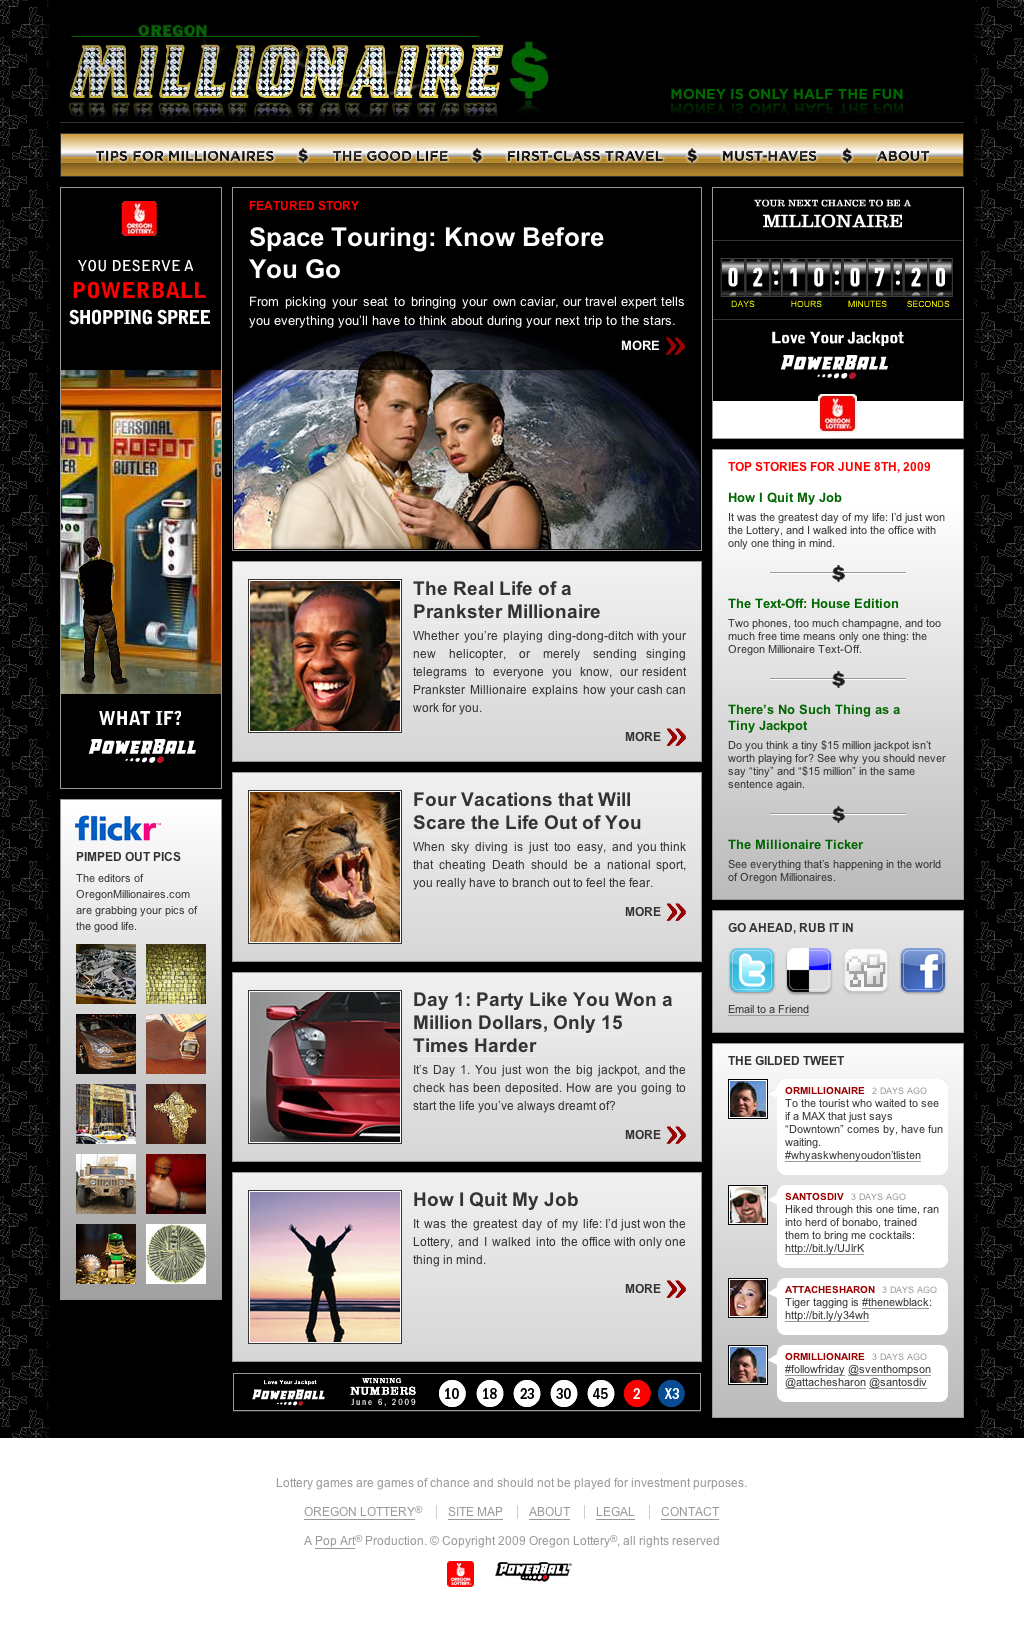 OREGON
MILLIONAIRE$
MONEY IS ONLY HALF THE FUN
TIPS FOR MILLIONAIRES $ THE GOOD LIFE $ FIRST-CLASS TRAVEL $ MUST-HAVES $ ABOUT
OREGON
LOTTERY
YOU DESERVE A
POWERBALL
SHOPPING SPREE
PERSONAL
ROBOT
BUTLER
WHAT IF?
POWERBALL
flickr
PIMPED OUT PICS
The editors of
OregonMillionaires.com
are grabbing your pics of
the good life.
FEATURED STORY
Space Touring: Know Before
You Go
From picking your seat to bringing your own caviar, our travel expert tells
you everything you'll have to think about during your next trip to the stars.
MORE
The Real Life of a
Prankster Millionaire
Whether you're playing ding-dong-ditch with your
new helicopter, or merely sending singing
telegrams to everyone you know, our resident
Prankster Millionaire explains how your cash can
work for you.
MORE
Four Vacations that Will
Scare the Life Out of You
When sky diving is just too easy, and you think
that cheating Death should be a national sport,
you really have to branch out to feel the fear.
MORE
Day 1: Party Like You Won a
Million Dollars, Only 15
Times Harder
It's Day 1. You just won the big jackpot, and the
check has been deposited. How are you going to
start the life you've always dreamt of?
MORE
How I Quit My Job
It was the greatest day of my life: I'd just won the
Lottery, and I walked into the office with only one
thing in mind.
MORE
Love Your Jackpot
POWERBALL
WINNING
NUMBERS
June 6, 2009
10 18 23 30 45 2 X3
YOUR NEXT CHANCE TO BE A
MILLIONAIRE
02:10:07:20
DAYS HOURS MINUTES SECONDS
Love Your Jackpot
POWERBALL
OREGON
LOTTERY
TOP STORIES FOR JUNE 8TH, 2009
How I Quit My Job
It was the greatest day of my life: I'd just won
the Lottery, and I walked into the office with
only one thing in mind.
$
The Text-Off: House Edition
Two phones, too much champagne, and too
much free time means only one thing: the
Oregon Millionaire Text-Off.
$
There's No Such Thing as a
Tiny Jackpot
Do you think a tiny $15 million jackpot isn't
worth playing for? See why you should never
say "tiny" and "$15 million" in the same
sentence again.
$
The Millionaire Ticker
See everything that's happening in the world
of Oregon Millionaires.
GO AHEAD, RUB IT IN
Email to a Friend
THE GILDED TWEET
ORMILLIONAIRE 2 DAYS AGO
To the tourist who waited to see
if a MAX that just says
"Downtown" comes by, have fun
waiting.
#whyaskwhenyoudon'tlisten
SANTOSDIV 3 DAYS AGO
Hiked through this one time, ran
into herd of bonabo, trained
them to bring me cocktails:
http://bit.ly/UJIrK
ATTACHESHARON 3 DAYS AGO
Tiger tagging is #thenewblack:
http://bit.ly/y34wh
ORMILLIONAIRE 3 DAYS AGO
#followfriday @sventhompson
@attachesharon @santosdiv
Lottery games are games of chance and should not be played for investment purposes.
OREGON LOTTERY® SITE MAP ABOUT LEGAL CONTACT
A Pop Art® Production. © Copyright 2009 Oregon Lottery®, all rights reserved
OREGON
LOTTERY
POWERBALL